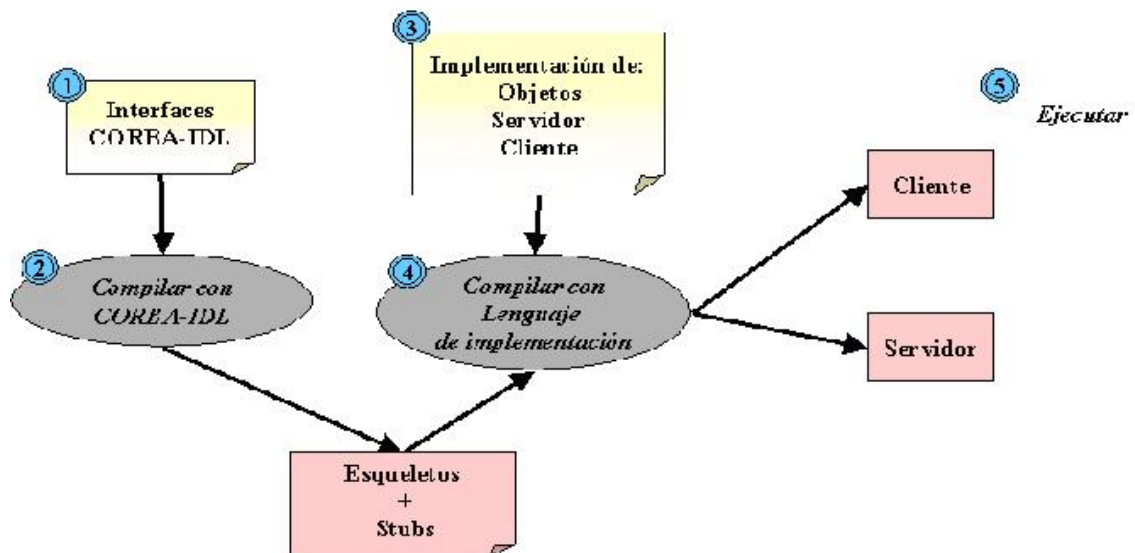 1
Interfaces
CORBA-IDL
2
Compilar con
CORBA-IDL
3
Implementación de:
Objetos
Servidor
Cliente
4
Compilar con
Lenguaje
de implementación
Esqueletos
+
Stubs
5
Ejecutar
Cliente
Servidor